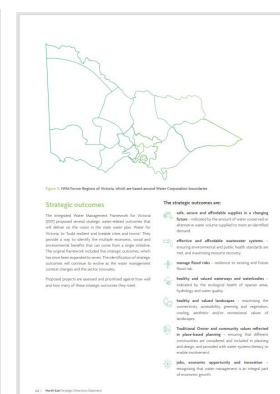 Figure 2: IWM Forum Regions of Victoria, which are based around Water Corporation boundaries
Strategic outcomes
The Integrated Water Management Framework for Victoria
(IWF) proposed several strategic water-related outcomes that
will deliver on the vision in the state water plan, Water for
Victoria, to "build resilient and liveable cities and towns". They
provide a way to identify the multiple economic, social and
environmental benefits that can come from a single initiative.
The original framework included five strategic outcomes, which
has since been expanded to seven. The identification of strategic
outcomes will continue to evolve as the water management
context changes and the sector innovates.
Proposed projects are assessed and prioritised against how well
and how many of these strategic outcomes they meet.
The strategic outcomes are:
safe, secure and affordable supplies in a changing
future – indicated by the amount of water conserved or
alternative water volume supplied to meet an identified
demand.
effective and affordable wastewater systems –
ensuring environmental and public health standards are
met, and maximising resource recovery.
manage flood risks – resilience to existing and future
flood risk.
healthy and valued waterways and waterbodies –
indicated by the ecological health of riparian areas,
hydrology and water quality.
healthy and valued landscapes – maximising the
connectivity, accessibility, greening and vegetation,
cooling, aesthetic and/or recreational values of
landscapes.
Traditional Owner and community values reflected
in place-based planning – ensuring that different
communities are considered and included in planning
and design, and provided with water systems literacy to
enable involvement.
jobs, economic opportunity and innovation –
recognising that water management is an integral part
of economic growth.
North East Strategic Directions Statement